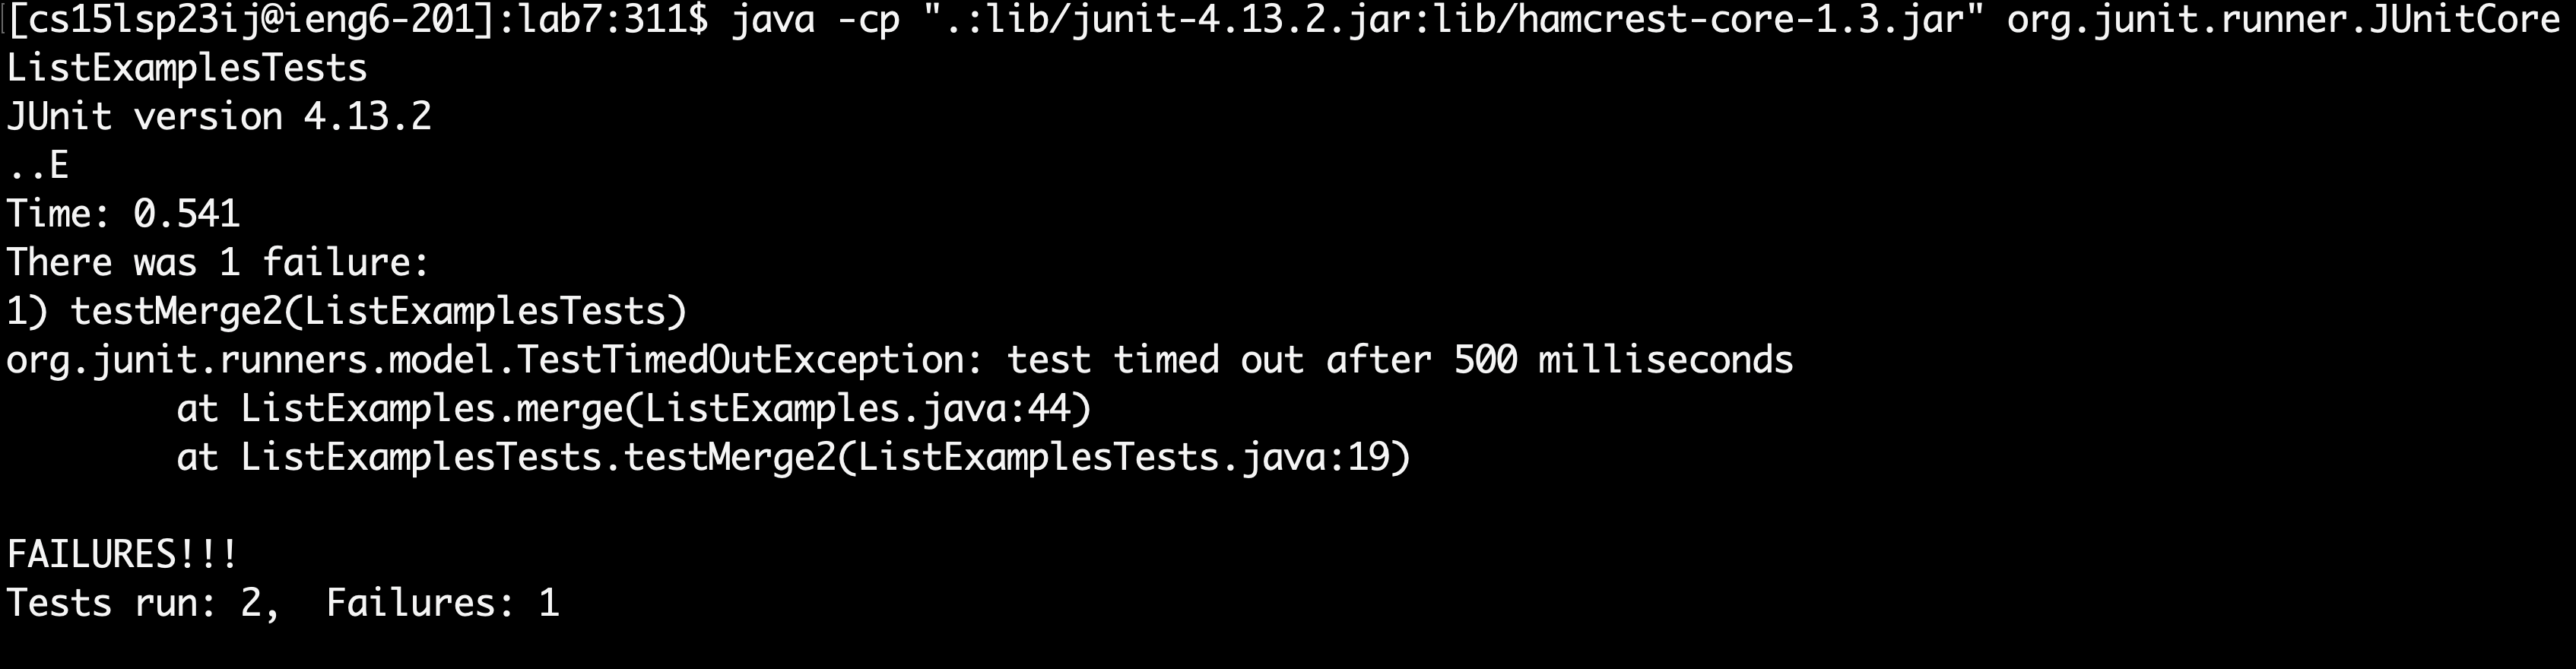 [cs15lsp23ij@ieng6-201]:lab7:311$ java -cp ".:lib/junit-4.13.2.jar:lib/hamcrest-core-1.3.jar" org.junit.runner.JUnitCore
ListExamplesTests
JUnit version 4.13.2
..E
Time: 0.541
There was 1 failure:
1) testMerge2(ListExamplesTests)
org.junit.runners.model.TestTimedOutException: test timed out after 500 milliseconds
        at ListExamples.merge(ListExamples.java:44)
        at ListExamplesTests.testMerge2(ListExamplesTests.java:19)

FAILURES!!!
Tests run: 2,  Failures: 1